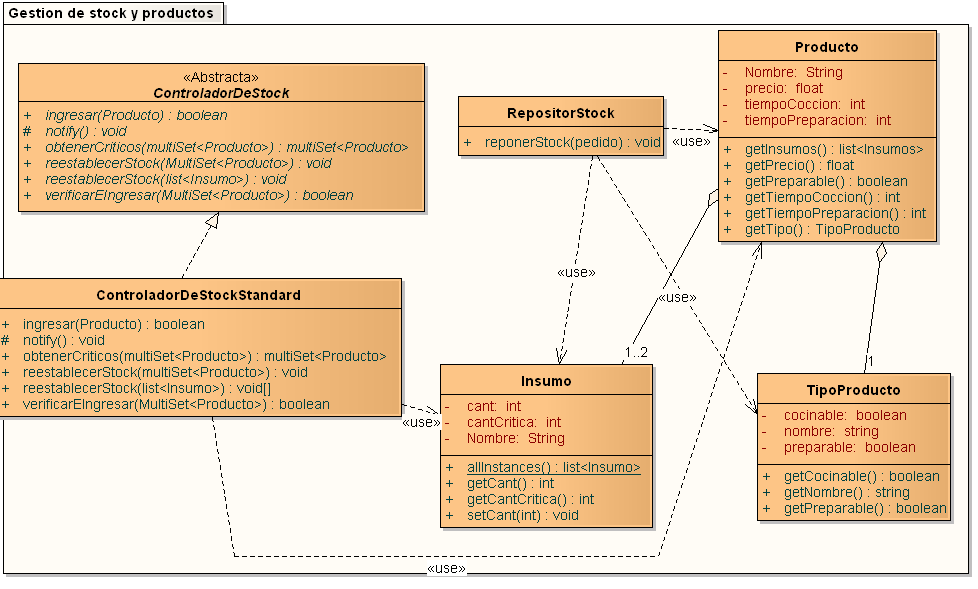 Gestion de stock y productos
«Abstracta»
ControladorDeStock
+ ingresar(Producto) : boolean
# notify() : void
+ obtenerCriticos(multiSet<Producto>) : multiSet<Producto>
+ reestablecerStock(MultiSet<Producto>) : void
+ reestablecerStock(list<Insumo>) : void
+ verificarEIngresar(MultiSet<Producto>) : boolean
RepositorStock
+ reponerStock(pedido) : void
«use»
Producto
- Nombre: String
- precio: float
- tiempoCoccion: int
- tiempoPreparacion: int
+ getInsumos() : list<Insumos>
+ getPrecio() : float
+ getPreparable() : boolean
+ getTiempoCoccion() : int
+ getTiempoPreparacion() : int
+ getTipo() : TipoProducto
«use»
«use»
ControladorDeStockStandard
+ ingresar(Producto) : boolean
# notify() : void
+ obtenerCriticos(multiSet<Producto>) : multiSet<Producto>
+ reestablecerStock(multiSet<Producto>) : void
+ reestablecerStock(list<Insumo>) : void[]
+ verificarEIngresar(MultiSet<Producto>) : boolean
«use»
1..2
1
Insumo
- cant: int
- cantCritica: int
- Nombre: String
+ allInstances() : list<Insumo>
+ getCant() : int
+ getCantCritica() : int
+ setCant(int) : void
TipoProducto
- cocinable: boolean
- nombre: string
- preparable: boolean
+ getCocinable() : boolean
+ getNombre() : string
+ getPreparable() : boolean
«use»